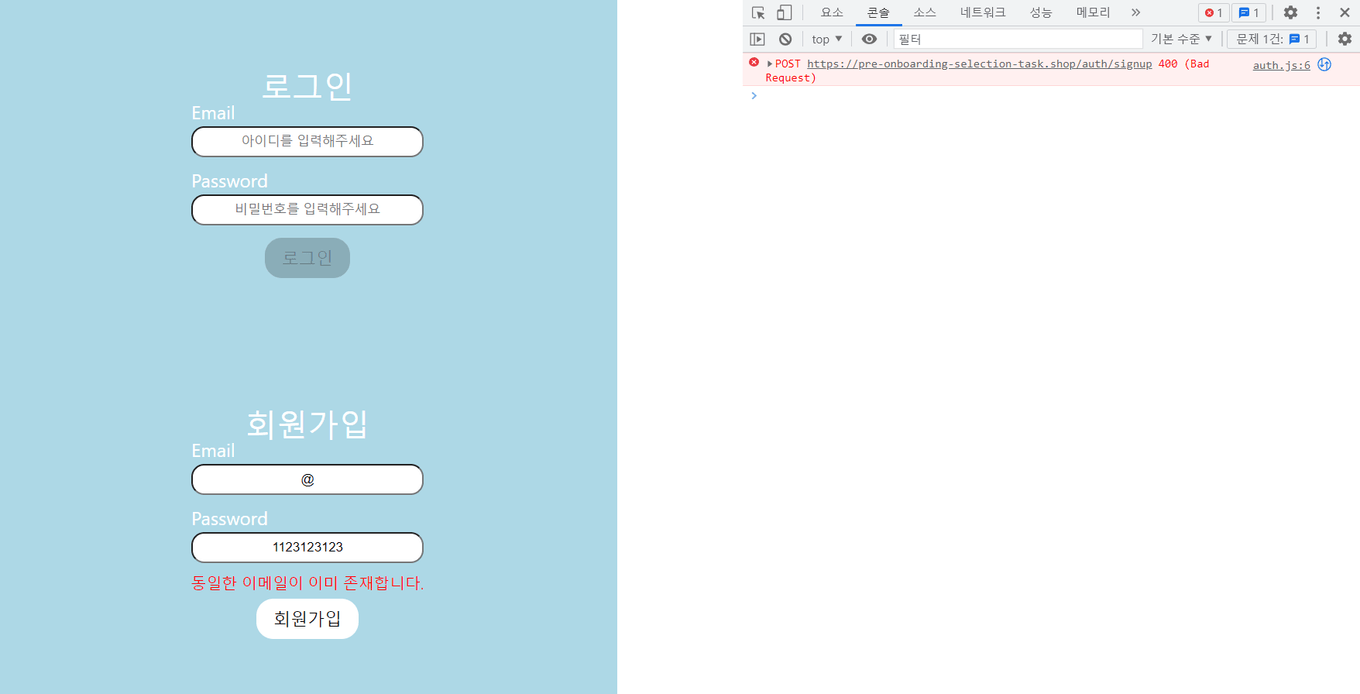 로그인
Email
아이디를 입력해주세요
Password
비밀번호를 입력해주세요
로그인
회원가입
Email
@
Password
1123123123
동일한 이메일이 이미 존재합니다.
회원가입
요소 콘솔 소스 네트워크 성능 메모리 » 1 1
top ▼ 필터 기본 수준 ▼ 문제 1건: 1
POST https://pre-onboarding-selection-task.shop/auth/signup 400 (Bad auth.js:6
Request)